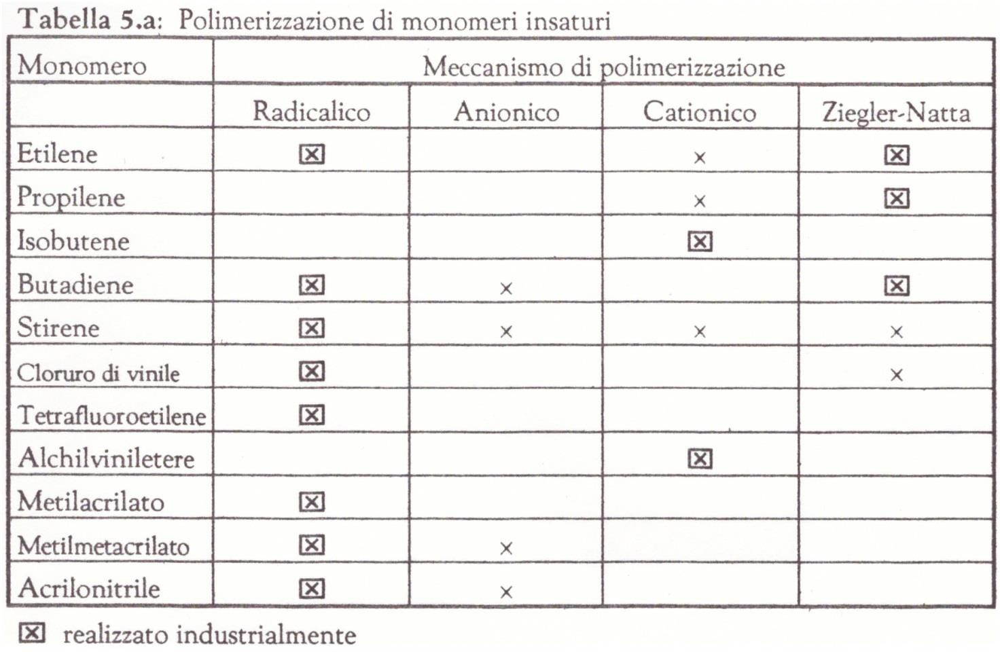 Tabella 5.a: Polimerizzazione di monomeri insaturi
Monomero Meccanismo di polimerizzazione
Radicalico Anionico Cationico Ziegler-Natta
Etilene ☒ × ☒
Propilene × ☒
Isobutene ☒
Butadiene ☒ × ☒
Stirene ☒ × × ×
Cloruro di vinile ☒ ×
Tetrafluoroetilene ☒
Alchilviniletere ☒
Metilacrilato ☒
Metilmetacrilato ☒ ×
Acrilonitrile ☒ ×
☒ realizzato industrialmente